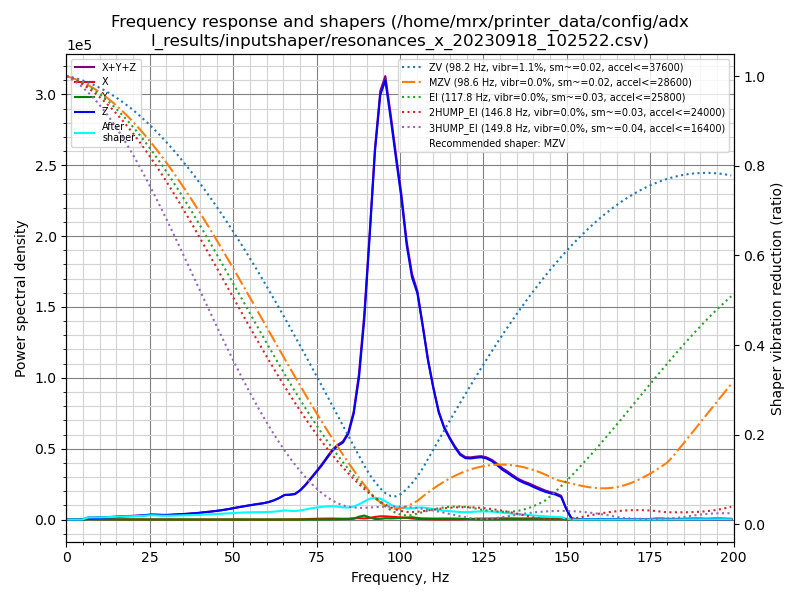 Frequency response and shapers (/home/mrx/printer_data/config/adx
l_results/inputshaper/resonances_x_20230918_102522.csv)
1e5
X+Y+Z
X
Y
Z
After
shaper
ZV (98.2 Hz, vibr=1.1%, sm~=0.02, accel<=37600)
MZV (98.6 Hz, vibr=0.0%, sm~=0.02, accel<=28600)
EI (117.8 Hz, vibr=0.0%, sm~=0.03, accel<=25800)
2HUMP_EI (146.8 Hz, vibr=0.0%, sm~=0.03, accel<=24000)
3HUMP_EI (149.8 Hz, vibr=0.0%, sm~=0.04, accel<=16400)
Recommended shaper: MZV
Power spectral density
3.0
2.5
2.0
1.5
1.0
0.5
0.0
1.0
0.8
0.6
0.4
0.2
0.0
Shaper vibration reduction (ratio)
0 25 50 75 100 125 150 175 200
Frequency, Hz